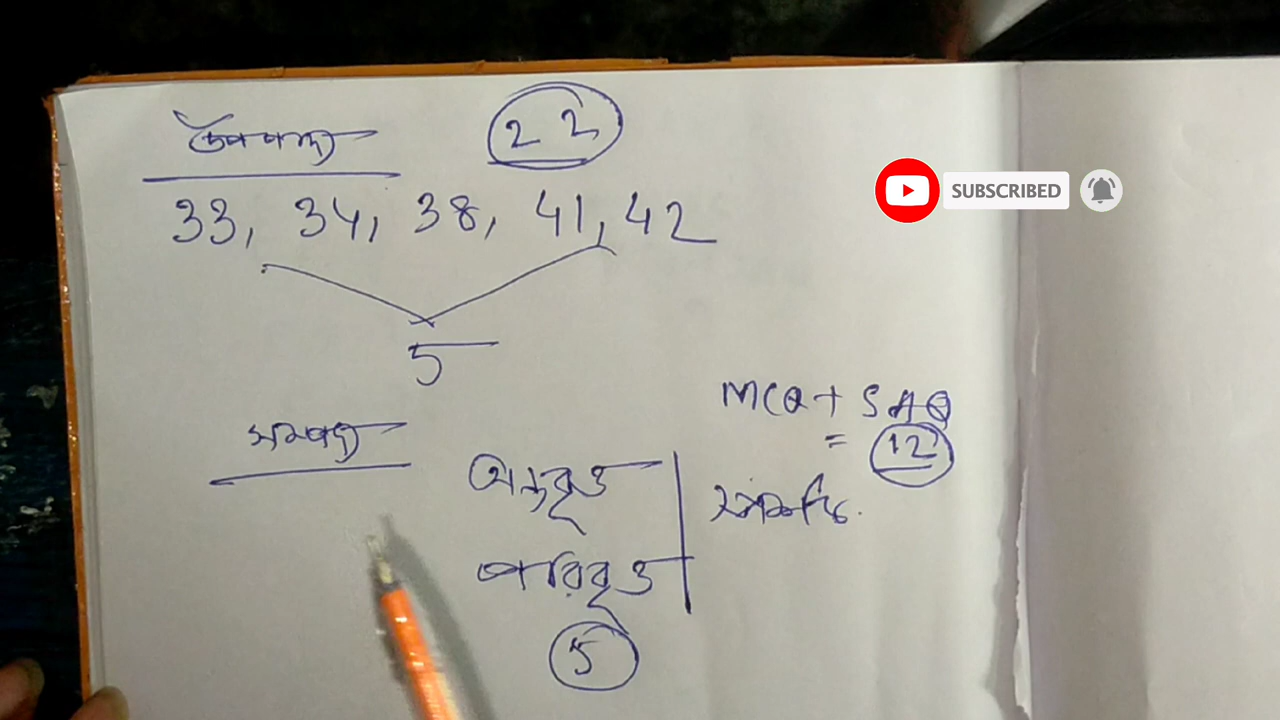 উপপাদ্য 22
SUBSCRIBED
33, 34, 38, 41, 42
5
MCQ + SAQ
= 12
সম্পাদ্য
অন্তবৃত্ত
পরিবৃত্ত
5